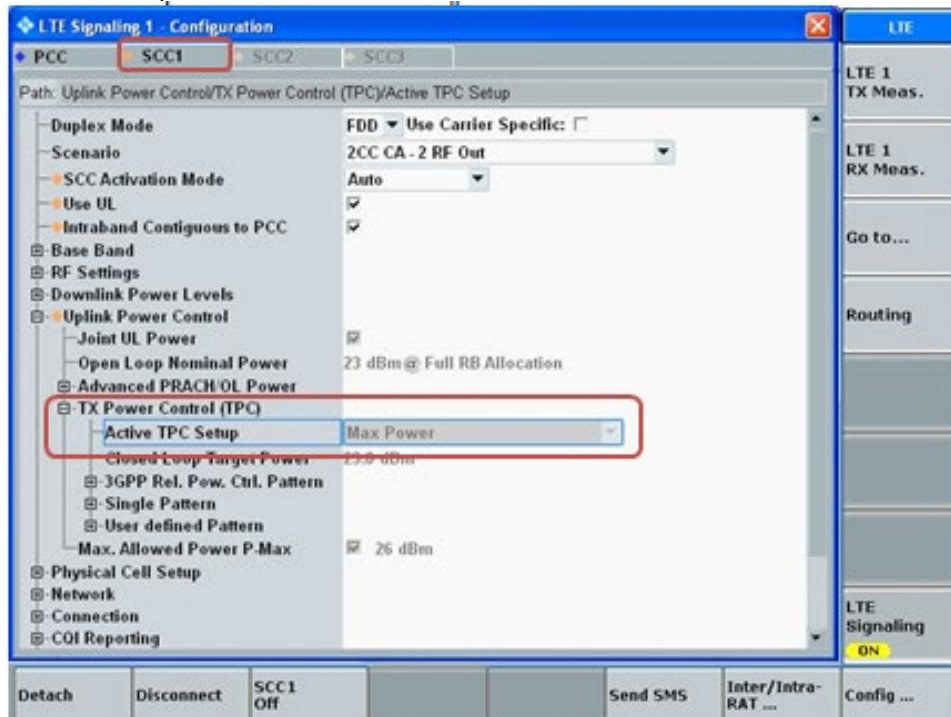 LTE Signaling 1 - Configuration
LTE
PCC SCC1 SCC2 SCC3
Path: Uplink Power Control/TX Power Control (TPC)/Active TPC Setup
Duplex Mode FDD Use Carrier Specific:
Scenario 2CC CA - 2 RF Out
SCC Activation Mode Auto
Use UL
Intraband Contiguous to PCC
Base Band
RF Settings
Downlink Power Levels
Uplink Power Control
Joint UL Power
Open Loop Nominal Power 23 dBm@ Full RB Allocation
Advanced PRACH/OL Power
TX Power Control (TPC)
Active TPC Setup Max Power
Closed Loop Target Power 23.0 dBm
3GPP Rel. Pow. Ctrl. Pattern
Single Pattern
User defined Pattern
Max. Allowed Power P-Max 26 dBm
Physical Cell Setup
Network
Connection
CQI Reporting
LTE 1
TX Meas.
LTE 1
RX Meas.
Go to...
Routing
LTE
Signaling
ON
Detach Disconnect SCC1 Off Send SMS Inter/Intra-RAT ... Config ...